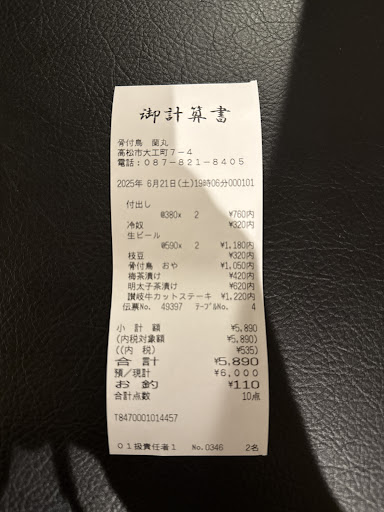 御計算書
骨付鳥　蘭丸
高松市大工町７−４
電話：０８７−８２１−８４０５
2025年 6月21日(土)19時06分000101
付出し
@380× 2 ¥760内
冷奴 ¥320内
生ビール
@590× 2 ¥1,180内
枝豆 ¥320内
骨付鳥　おや ¥1,050内
梅茶漬け ¥420内
明太子茶漬け ¥620内
讃岐牛カットステーキ ¥1,220内
伝票No. 49397 テーブルNo. 4
小　計　額 ¥5,890
(内税対象額 ¥5,890)
((内　税) ¥535)
合　計 ¥5,890
預／現計 ¥6,000
お　釣 ¥110
合計点数 10点
T8470001014457
０１扱責任者１ No.0346 2名